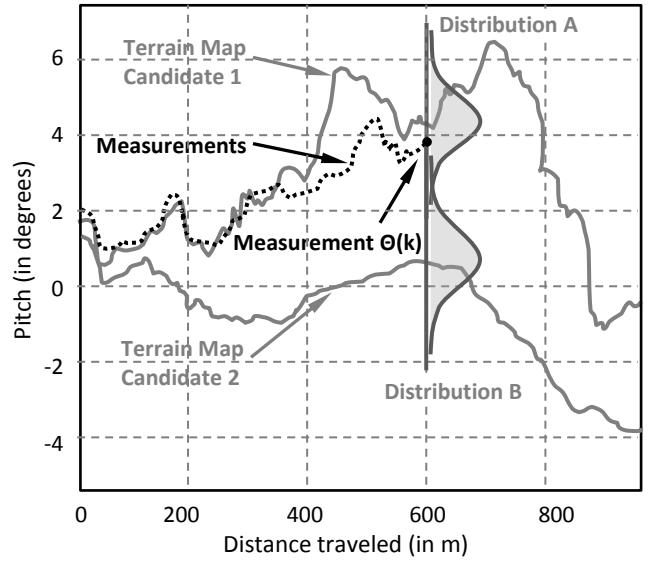 Distribution A
6
Terrain Map
Candidate 1
4
Measurements
2
Measurement Θ(k)
Pitch (in degrees)
0
Terrain Map
Candidate 2
-2
Distribution B
-4
0 200 400 600 800
Distance traveled (in m)